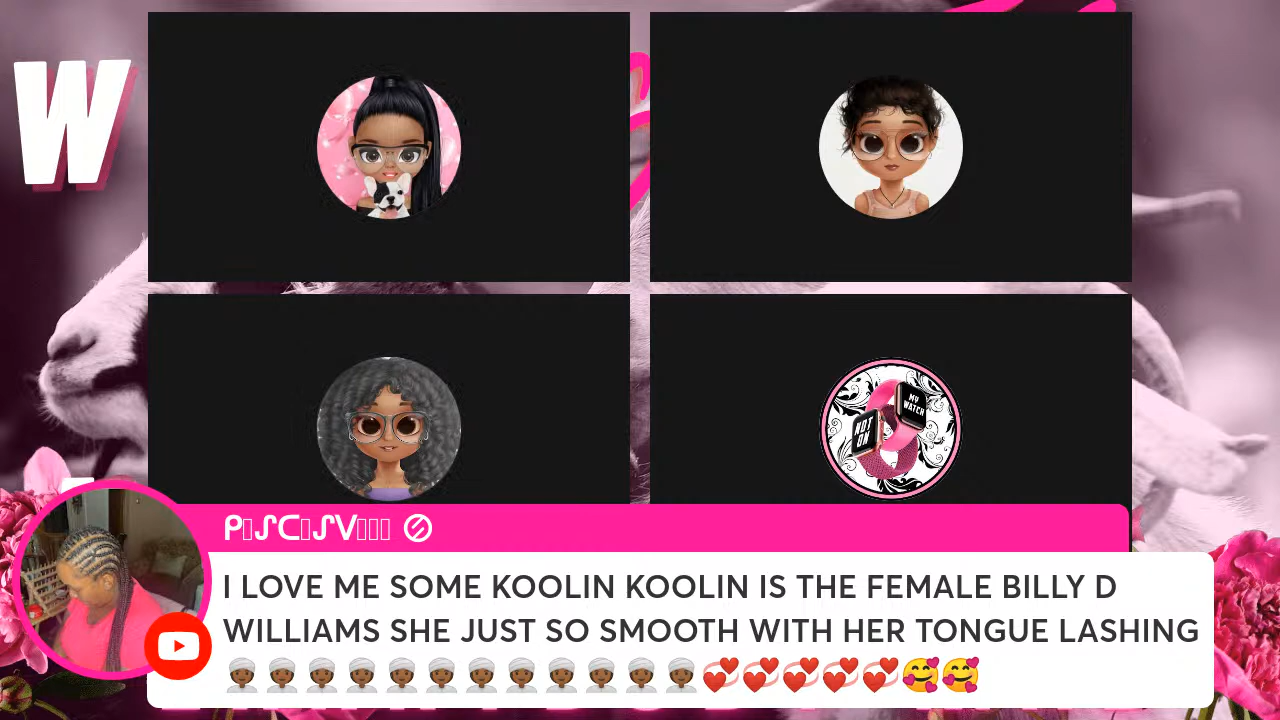 W
MY
WATCH
NOT
ON
I LOVE ME SOME KOOLIN KOOLIN IS THE FEMALE BILLY D
WILLIAMS SHE JUST SO SMOOTH WITH HER TONGUE LASHING
👳🏾👳🏾👳🏾👳🏾👳🏾👳🏾👳🏾👳🏾👳🏾👳🏾👳🏾👳🏾💞💞💞💞💞🥰🥰